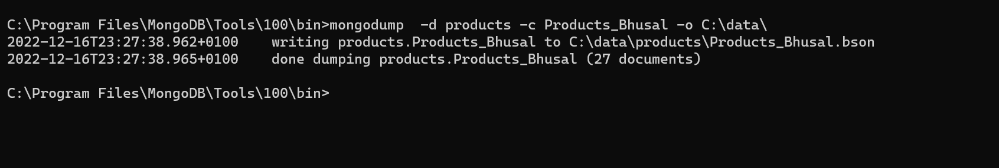 C:\Program Files\MongoDB\Tools\100\bin>mongodump  -d products -c Products_Bhusal -o C:\data\
2022-12-16T23:27:38.962+0100    writing products.Products_Bhusal to C:\data\products\Products_Bhusal.bson
2022-12-16T23:27:38.965+0100    done dumping products.Products_Bhusal (27 documents)
C:\Program Files\MongoDB\Tools\100\bin>